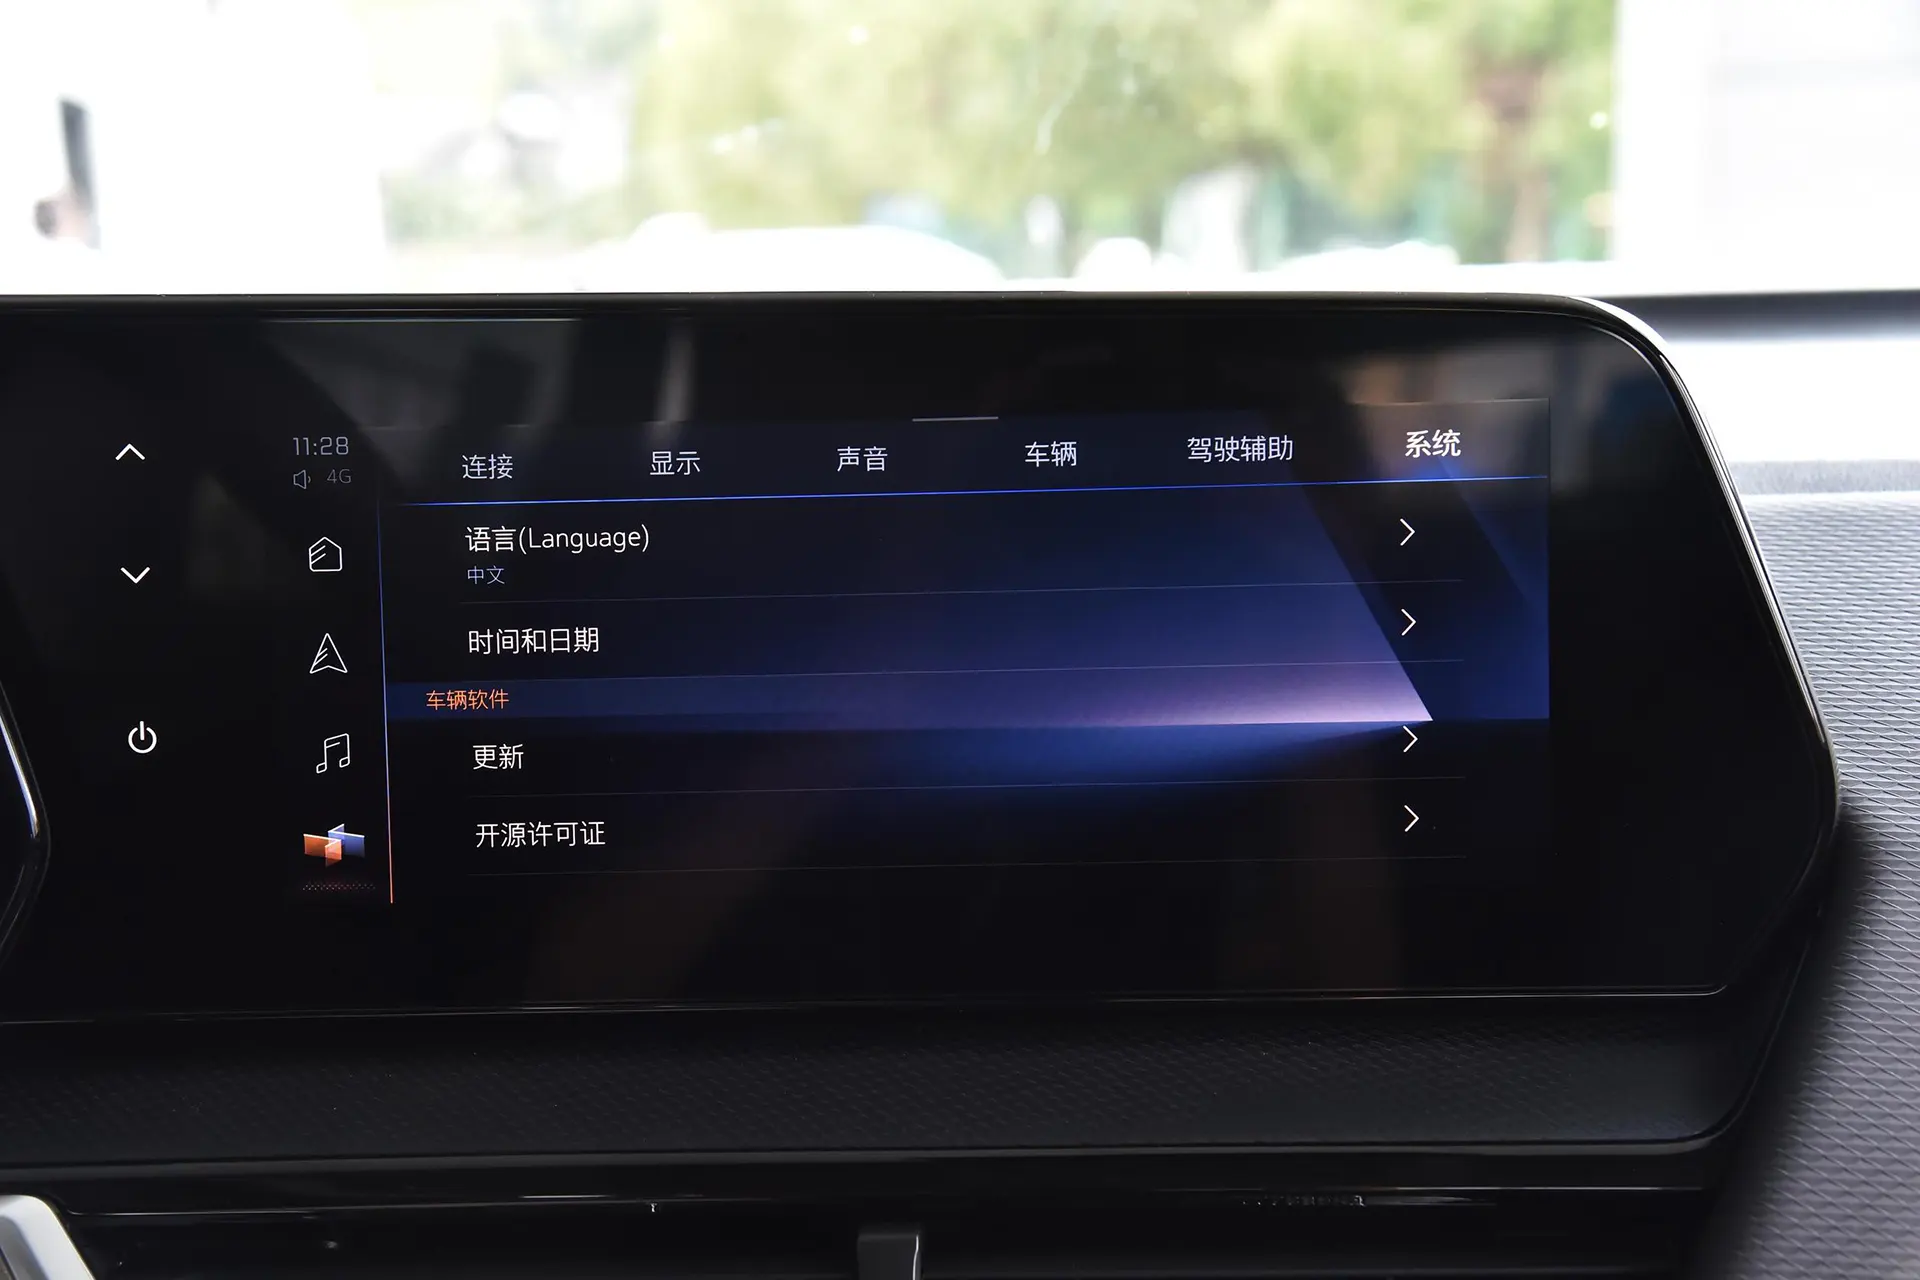 11:28
4G
连接 显示 声音 车辆 驾驶辅助 系统
语言(Language)
中文
时间和日期
车辆软件
更新
开源许可证